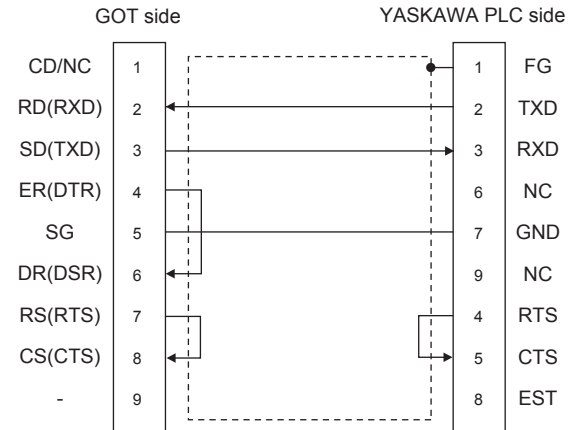 GOT side YASKAWA PLC side
CD/NC 1 1 FG
RD(RXD) 2 2 TXD
SD(TXD) 3 3 RXD
ER(DTR) 4 6 NC
SG 5 7 GND
DR(DSR) 6 9 NC
RS(RTS) 7 4 RTS
CS(CTS) 8 5 CTS
- 9 8 EST